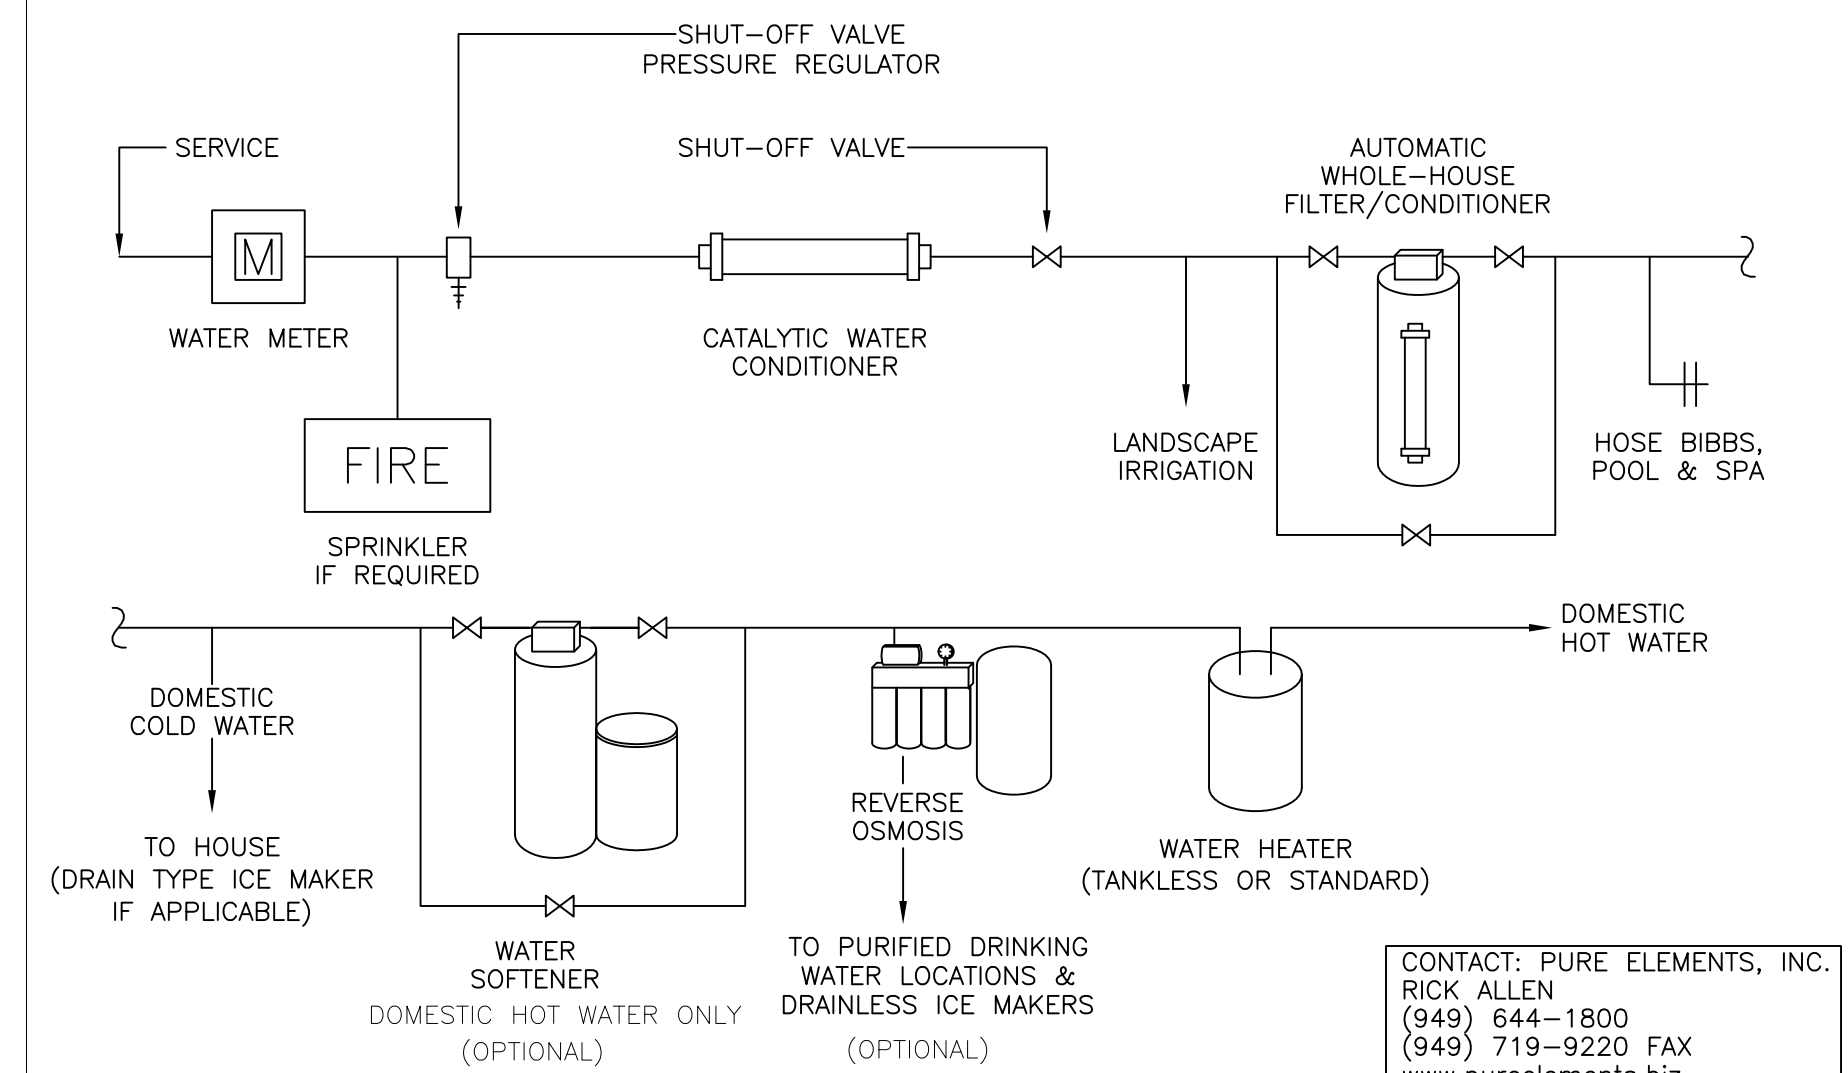 SHUT-OFF VALVE
PRESSURE REGULATOR
SERVICE
SHUT-OFF VALVE
AUTOMATIC
WHOLE-HOUSE
FILTER/CONDITIONER
M
WATER METER
CATALYTIC WATER
CONDITIONER
FIRE
SPRINKLER
IF REQUIRED
LANDSCAPE
IRRIGATION
HOSE BIBBS,
POOL & SPA
DOMESTIC
HOT WATER
DOMESTIC
COLD WATER
TO HOUSE
(DRAIN TYPE ICE MAKER
IF APPLICABLE)
WATER
SOFTENER
DOMESTIC HOT WATER ONLY
(OPTIONAL)
REVERSE
OSMOSIS
TO PURIFIED DRINKING
WATER LOCATIONS &
DRAINLESS ICE MAKERS
(OPTIONAL)
WATER HEATER
(TANKLESS OR STANDARD)
CONTACT: PURE ELEMENTS, INC.
RICK ALLEN
(949) 644-1800
(949) 719-9220 FAX
www.pureelements.biz